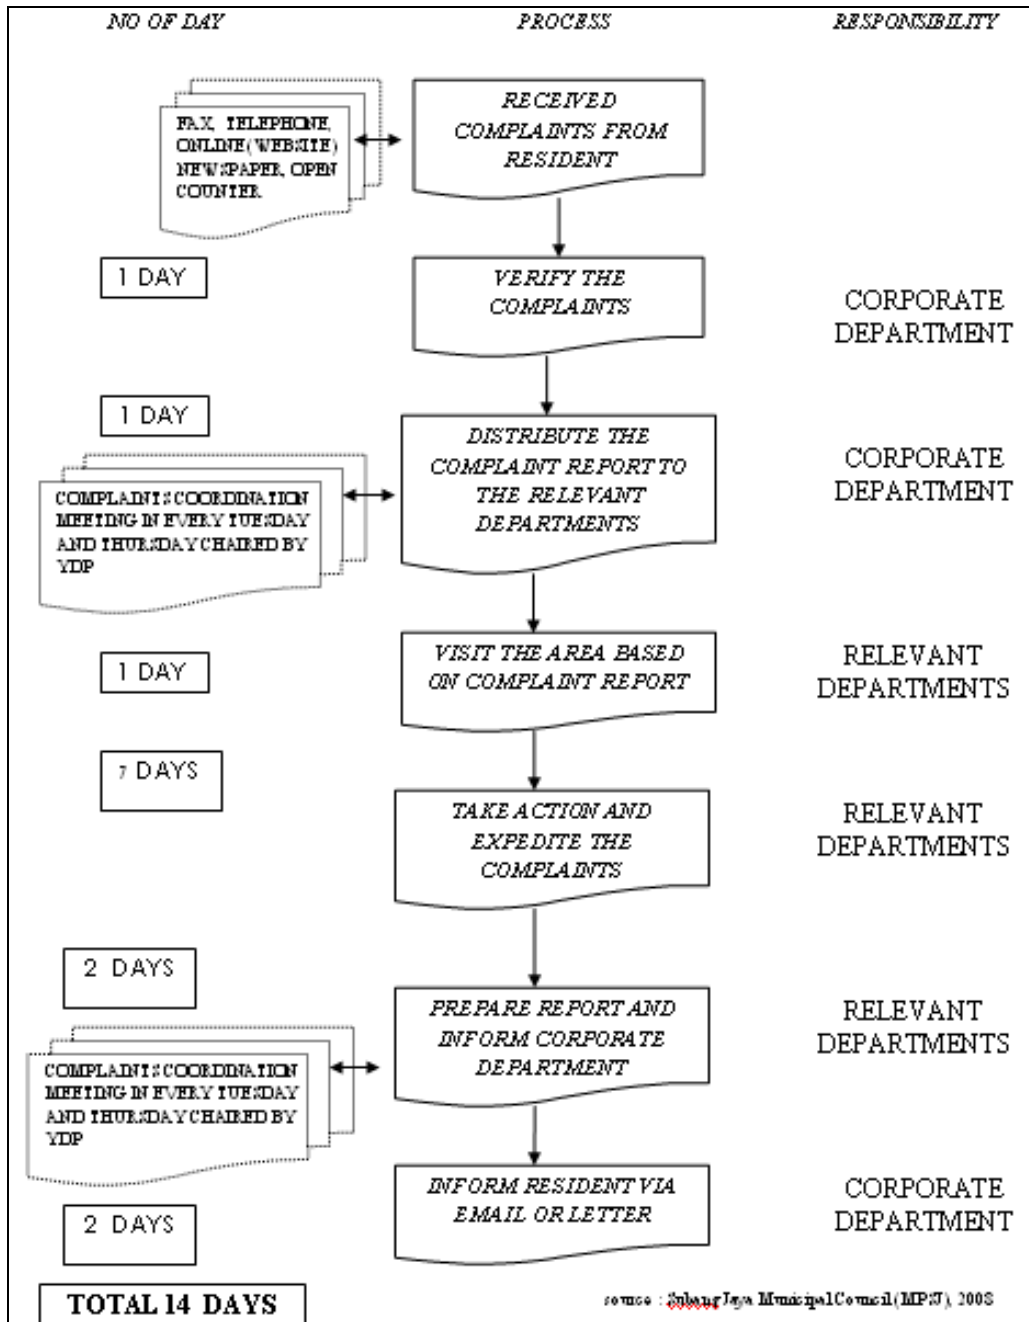 NO OF DAY PROCESS RESPONSIBILITY
RECEIVED
COMPLAINTS FROM
RESIDENT
FAX, TELEPHONE,
ONLINE(WEBSITE)
NEWSPAPER, OPEN
COUNTER
1 DAY
VERIFY THE
COMPLAINTS
CORPORATE
DEPARTMENT
1 DAY
DISTRIBUTE THE
COMPLAINT REPORT TO
THE RELEVANT
DEPARTMENTS
CORPORATE
DEPARTMENT
COMPLAINTS COORDINATION
MEETING IN EVERY TUESDAY
AND THURSDAY CHAIRED BY
YDP
1 DAY
VISIT THE AREA BASED
ON COMPLAINT REPORT
RELEVANT
DEPARTMENTS
7 DAYS
TAKE ACTION AND
EXPEDITE THE
COMPLAINTS
RELEVANT
DEPARTMENTS
2 DAYS
PREPARE REPORT AND
INFORM CORPORATE
DEPARTMENT
RELEVANT
DEPARTMENTS
COMPLAINTS COORDINATION
MEETING IN EVERY TUESDAY
AND THURSDAY CHAIRED BY
YDP
2 DAYS
INFORM RESIDENT VIA
EMAIL OR LETTER
CORPORATE
DEPARTMENT
TOTAL 14 DAYS
source : Subang Jaya Municipal Council (MPSJ), 2008